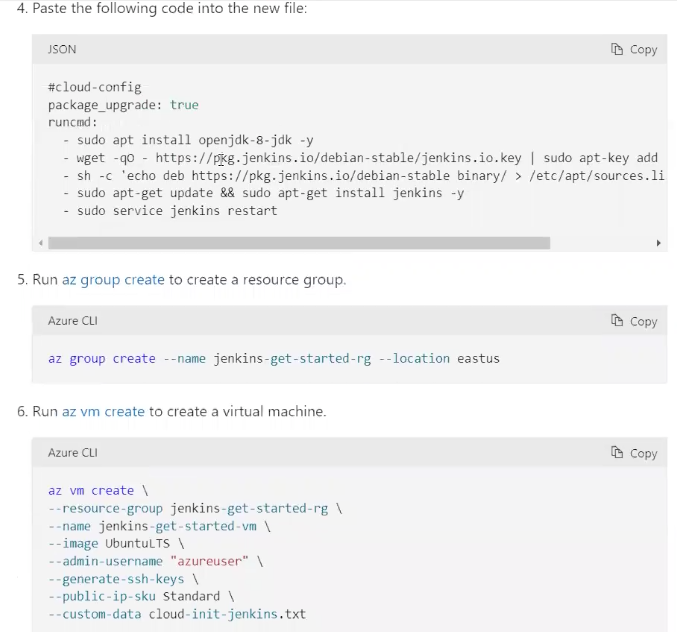 4. Paste the following code into the new file:
JSON
Copy
#cloud-config
package_upgrade: true
runcmd:
- sudo apt install openjdk-8-jdk -y
- wget -qO - https://pkg.jenkins.io/debian-stable/jenkins.io.key | sudo apt-key add
- sh -c 'echo deb https://pkg.jenkins.io/debian-stable binary/ > /etc/apt/sources.li
- sudo apt-get update && sudo apt-get install jenkins -y
- sudo service jenkins restart
5. Run az group create to create a resource group.
Azure CLI
Copy
az group create --name jenkins-get-started-rg --location eastus
6. Run az vm create to create a virtual machine.
Azure CLI
Copy
az vm create \
--resource-group jenkins-get-started-rg \
--name jenkins-get-started-vm \
--image UbuntuLTS \
--admin-username "azureuser" \
--generate-ssh-keys \
--public-ip-sku Standard \
--custom-data cloud-init-jenkins.txt